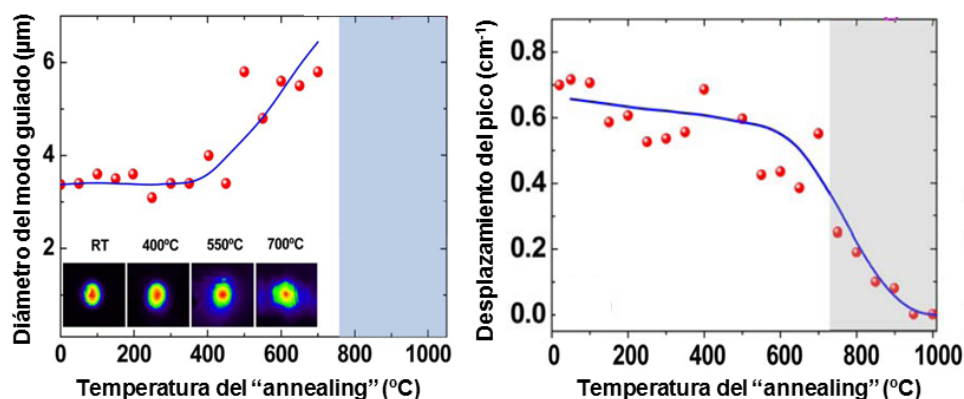 Diámetro del modo guiado (µm)
6
4
2
RT 400ºC 550ºC 700ºC
0 200 400 600 800 1000
Temperatura del “annealing” (ºC)
Desplazamiento del pico (cm⁻¹)
0.8
0.6
0.4
0.2
0.0
200 400 600 800 1000
Temperatura del “annealing” (ºC)